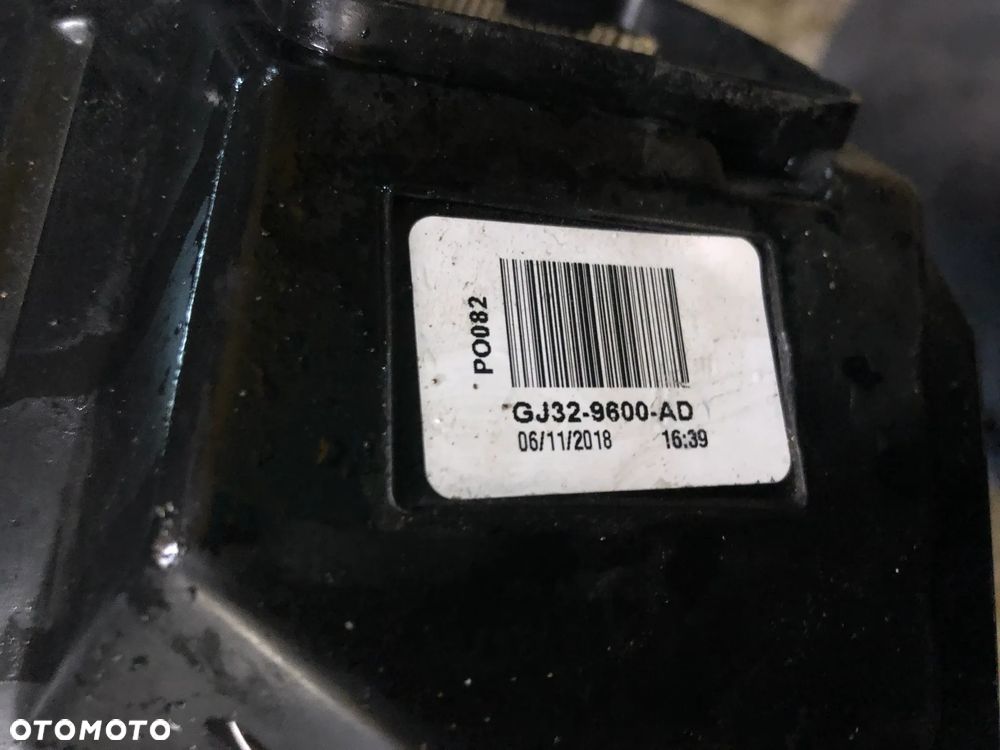 PO082
GJ32-9600-AD
06/11/2018 16:39
OTOMOTO